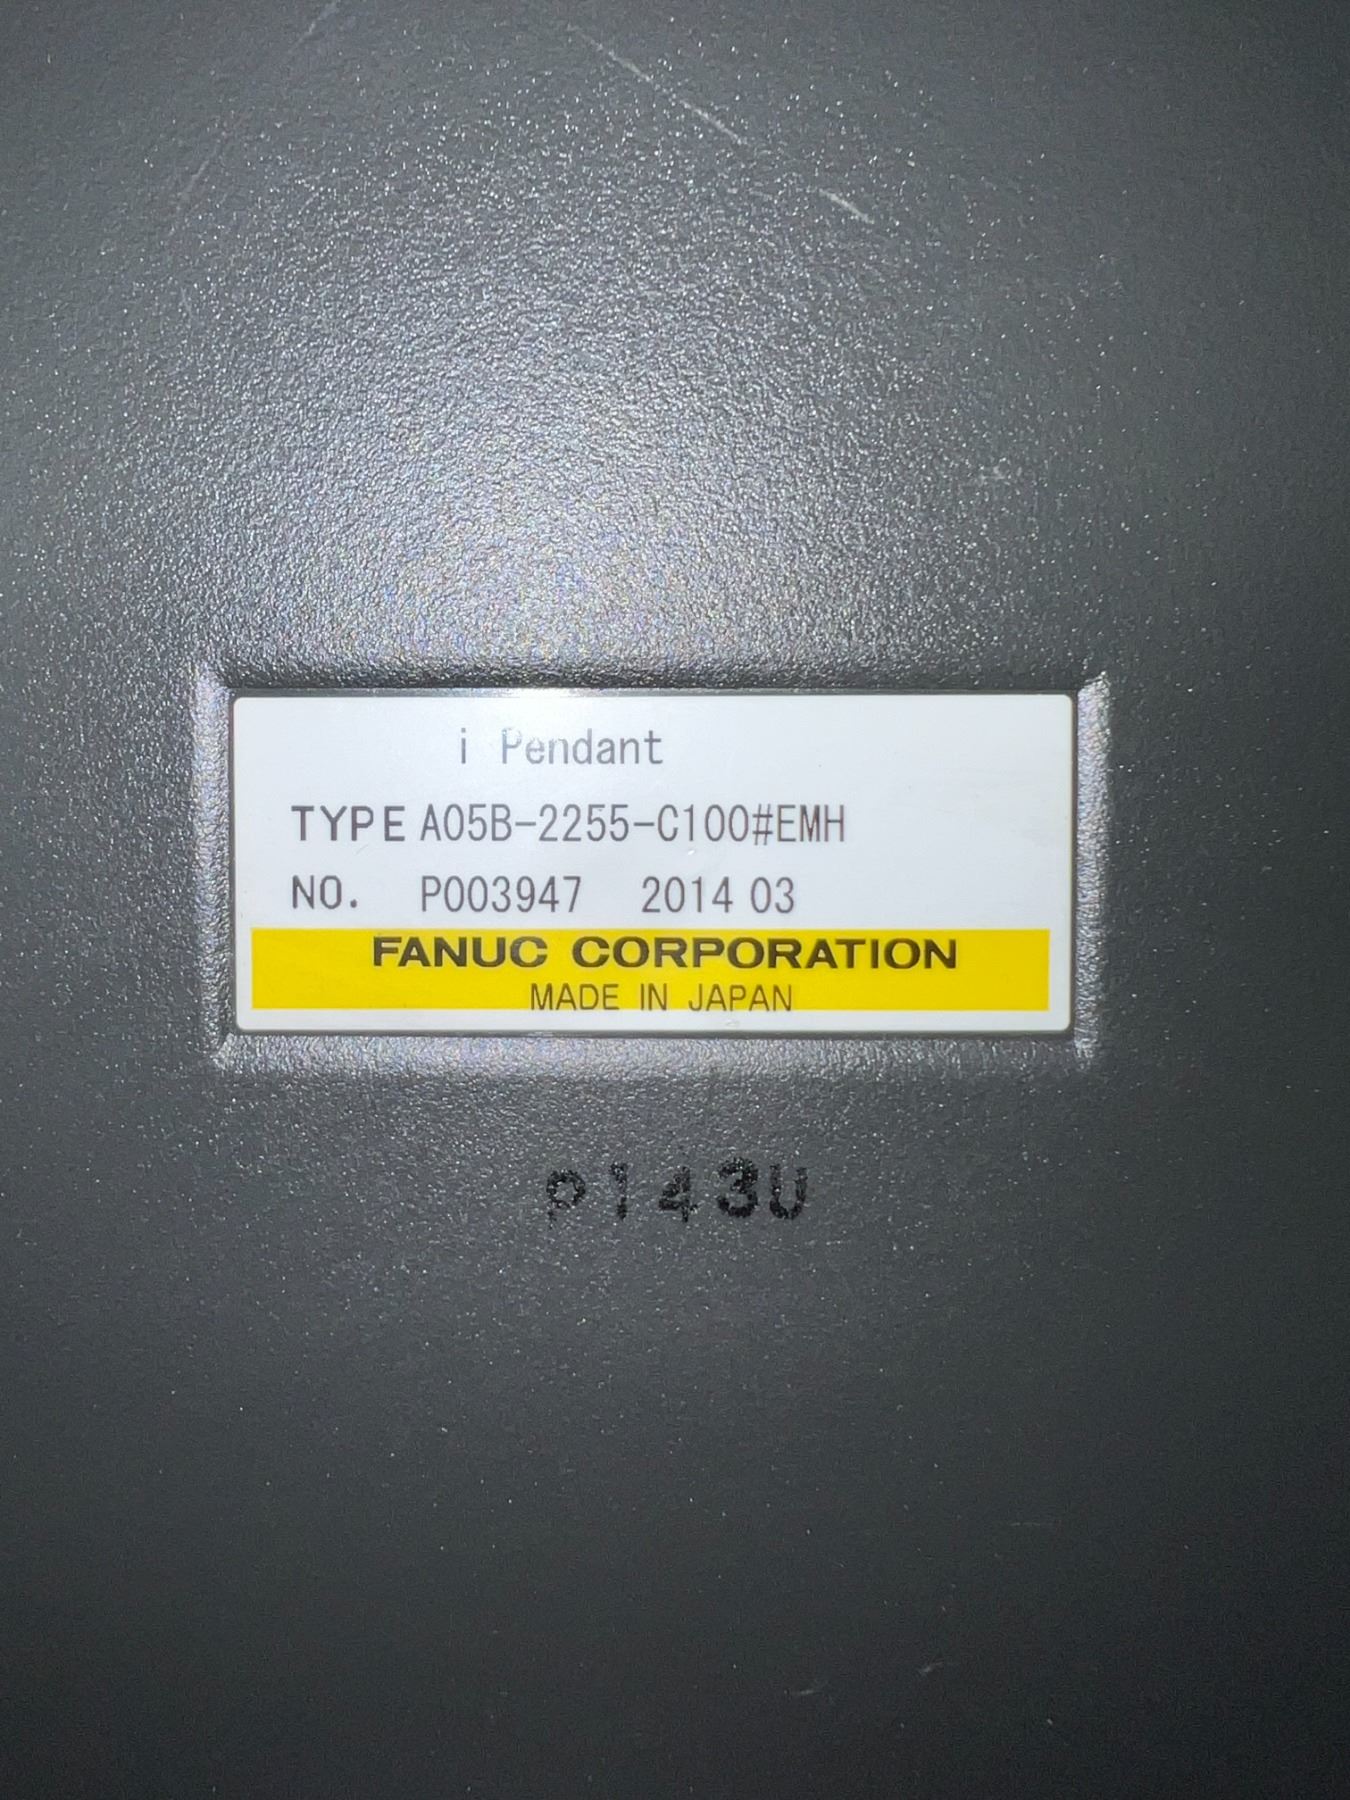 i Pendant
TYPE A05B-2255-C100#EMH
NO. P003947 2014 03
FANUC CORPORATION
MADE IN JAPAN
P143U